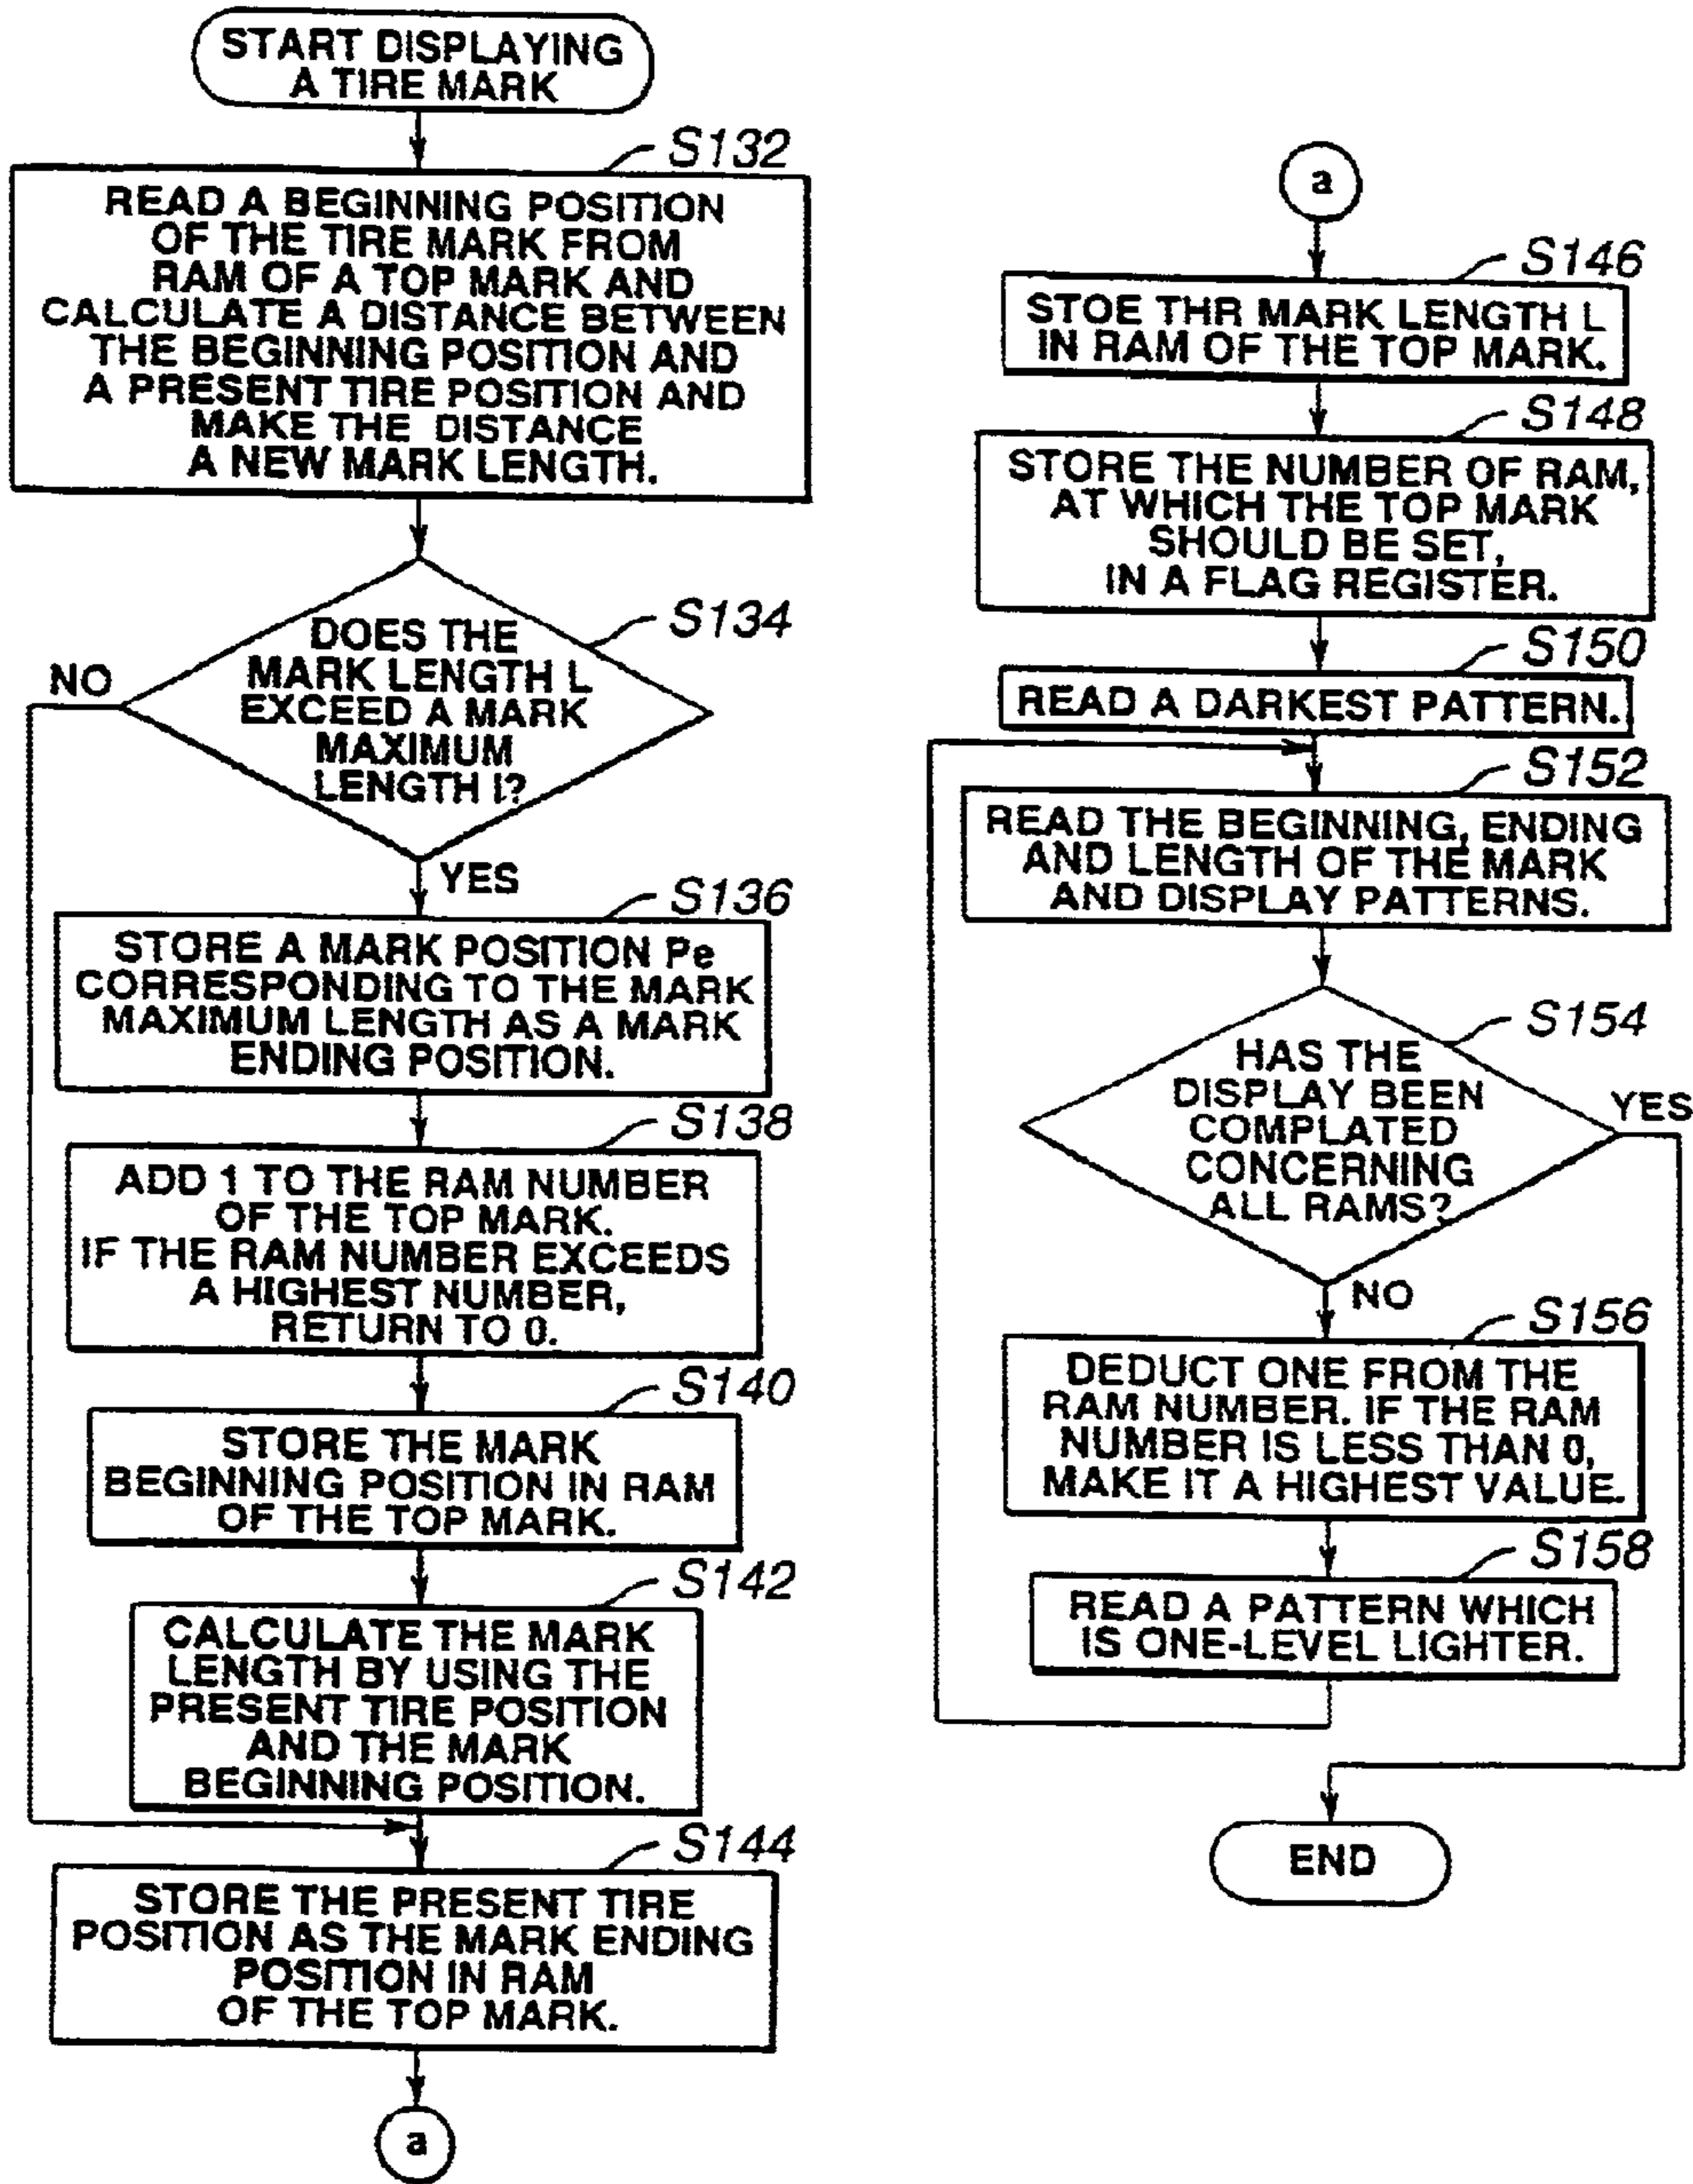 START DISPLAYING
A TIRE MARK
S132
READ A BEGINNING POSITION
OF THE TIRE MARK FROM
RAM OF A TOP MARK AND
CALCULATE A DISTANCE BETWEEN
THE BEGINNING POSITION AND
A PRESENT TIRE POSITION AND
MAKE THE DISTANCE
A NEW MARK LENGTH.
S134
DOES THE
MARK LENGTH L
EXCEED A MARK
MAXIMUM
LENGTH l?
NO
YES
S136
STORE A MARK POSITION Pe
CORRESPONDING TO THE MARK
MAXIMUM LENGTH AS A MARK
ENDING POSITION.
S138
ADD 1 TO THE RAM NUMBER
OF THE TOP MARK.
IF THE RAM NUMBER EXCEEDS
A HIGHEST NUMBER,
RETURN TO 0.
S140
STORE THE MARK
BEGINNING POSITION IN RAM
OF THE TOP MARK.
S142
CALCULATE THE MARK
LENGTH BY USING THE
PRESENT TIRE POSITION
AND THE MARK
BEGINNING POSITION.
S144
STORE THE PRESENT TIRE
POSITION AS THE MARK ENDING
POSITION IN RAM
OF THE TOP MARK.
a
a
S146
STOE THR MARK LENGTH L
IN RAM OF THE TOP MARK.
S148
STORE THE NUMBER OF RAM,
AT WHICH THE TOP MARK
SHOULD BE SET,
IN A FLAG REGISTER.
S150
READ A DARKEST PATTERN.
S152
READ THE BEGINNING, ENDING
AND LENGTH OF THE MARK
AND DISPLAY PATTERNS.
S154
HAS THE
DISPLAY BEEN
COMPLATED
CONCERNING
ALL RAMS?
YES
NO
S156
DEDUCT ONE FROM THE
RAM NUMBER. IF THE RAM
NUMBER IS LESS THAN 0,
MAKE IT A HIGHEST VALUE.
S158
READ A PATTERN WHICH
IS ONE-LEVEL LIGHTER.
END